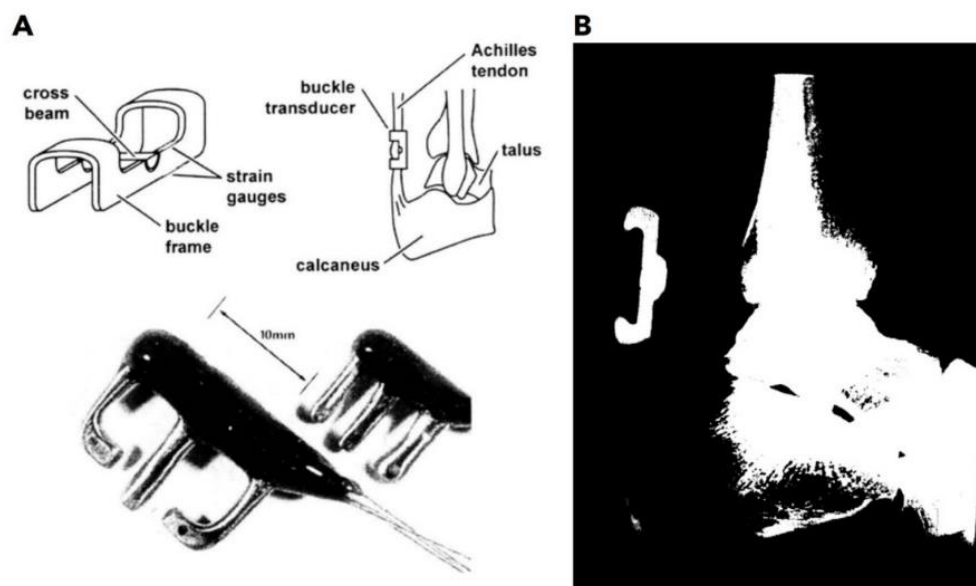 A
B
cross
beam
strain
gauges
buckle
frame
buckle
transducer
Achilles
tendon
talus
calcaneus
10mm